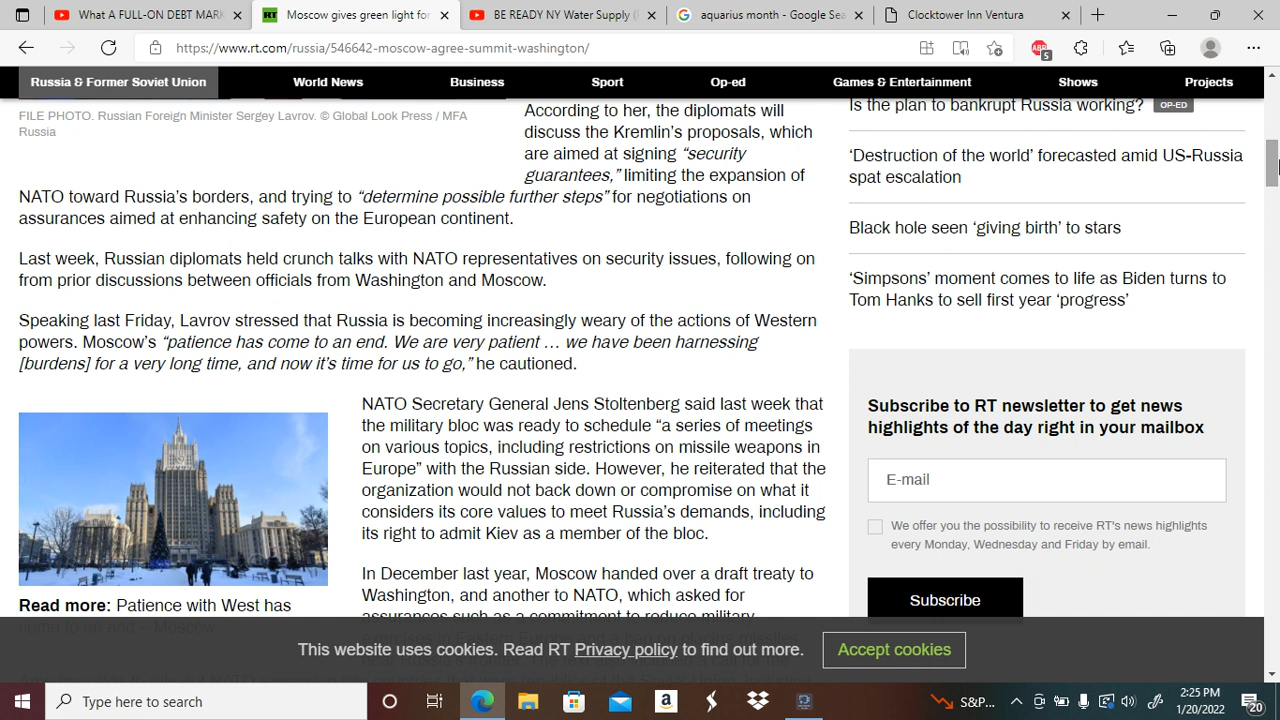 What A FULL-ON DEBT MARK
Moscow gives green light for
BE READY NY Water Supply (
aquarius month - Google Sea
Clocktower Inn Ventura
https://www.rt.com/russia/546642-moscow-agree-summit-washington/
ABP
5
Russia & Former Soviet Union
World News
Business
Sport
Op-ed
Games & Entertainment
Shows
Projects
FILE PHOTO. Russian Foreign Minister Sergey Lavrov. © Global Look Press / MFA
Russia
According to her, the diplomats will
discuss the Kremlin's proposals, which
are aimed at signing "security
guarantees," limiting the expansion of
NATO toward Russia's borders, and trying to "determine possible further steps" for negotiations on
assurances aimed at enhancing safety on the European continent.
Last week, Russian diplomats held crunch talks with NATO representatives on security issues, following on
from prior discussions between officials from Washington and Moscow.
Speaking last Friday, Lavrov stressed that Russia is becoming increasingly weary of the actions of Western
powers. Moscow's "patience has come to an end. We are very patient … we have been harnessing
[burdens] for a very long time, and now it's time for us to go," he cautioned.
NATO Secretary General Jens Stoltenberg said last week that
the military bloc was ready to schedule “a series of meetings
on various topics, including restrictions on missile weapons in
Europe” with the Russian side. However, he reiterated that the
organization would not back down or compromise on what it
considers its core values to meet Russia's demands, including
its right to admit Kiev as a member of the bloc.
Read more: Patience with West has
come to an end – Moscow
In December last year, Moscow handed over a draft treaty to
Washington, and another to NATO, which asked for
assurances such as a commitment to reduce military
Is the plan to bankrupt Russia working? OP-ED
‘Destruction of the world’ forecasted amid US-Russia
spat escalation
Black hole seen ‘giving birth’ to stars
‘Simpsons’ moment comes to life as Biden turns to
Tom Hanks to sell first year ‘progress’
Subscribe to RT newsletter to get news
highlights of the day right in your mailbox
E-mail
We offer you the possibility to receive RT's news highlights
every Monday, Wednesday and Friday by email.
Subscribe
This website uses cookies. Read RT Privacy policy to find out more.
Accept cookies
Type here to search
S&P...
2:25 PM
1/20/2022
20